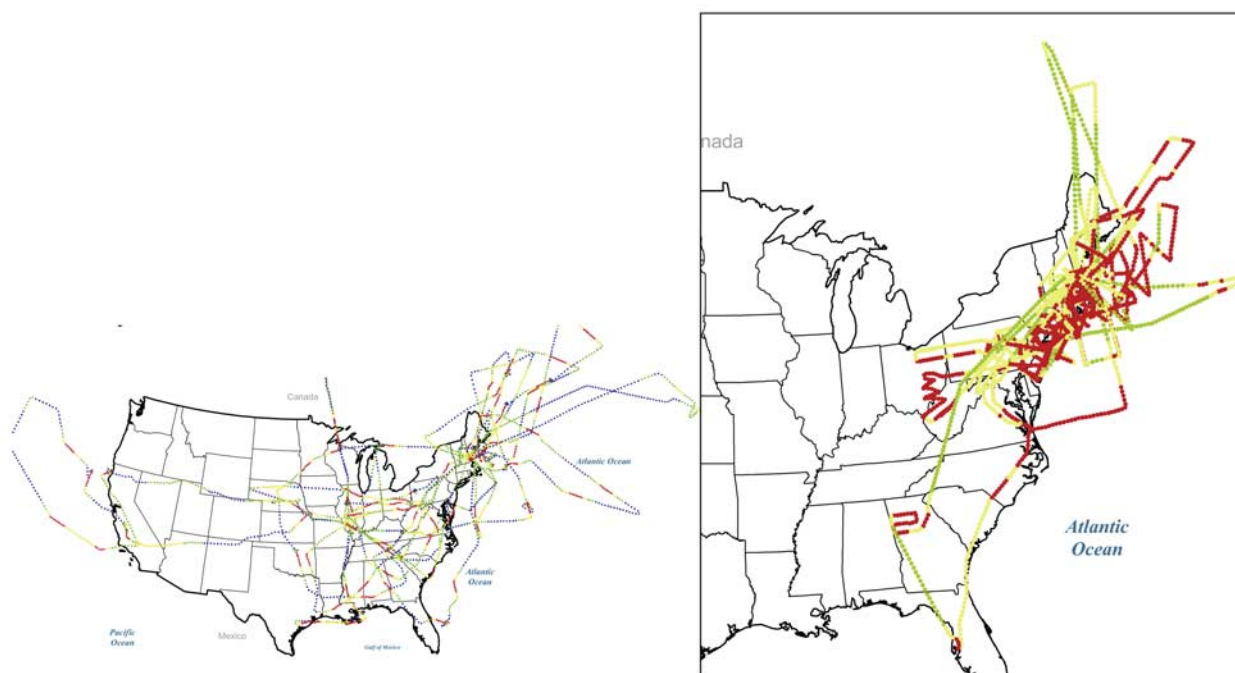 Canada
Atlantic Ocean
Atlantic
Ocean
Pacific
Ocean
Mexico
Gulf of Mexico
nada
Atlantic
Ocean